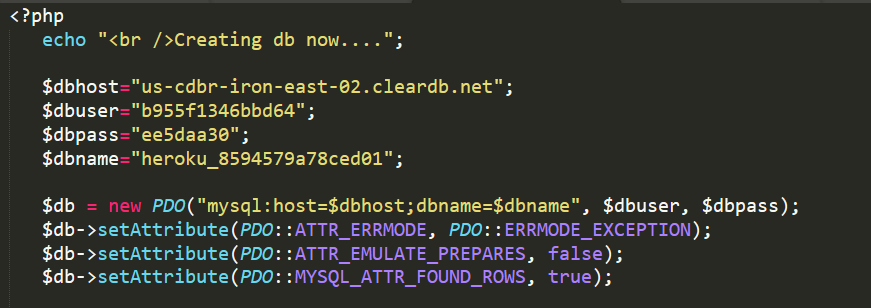 <?php
echo "<br />Creating db now....";
$dbhost="us-cdbr-iron-east-02.cleardb.net";
$dbuser="b955f1346bbd64";
$dbpass="ee5daa30";
$dbname="heroku_8594579a78ced01";
$db = new PDO("mysql:host=$dbhost;dbname=$dbname", $dbuser, $dbpass);
$db->setAttribute(PDO::ATTR_ERRMODE, PDO::ERRMODE_EXCEPTION);
$db->setAttribute(PDO::ATTR_EMULATE_PREPARES, false);
$db->setAttribute(PDO::MYSQL_ATTR_FOUND_ROWS, true);